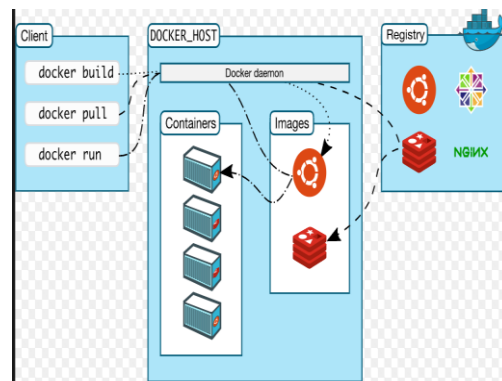 Client
docker build
docker pull
docker run
DOCKER_HOST
Docker daemon
Containers
Images
Registry
NGINX